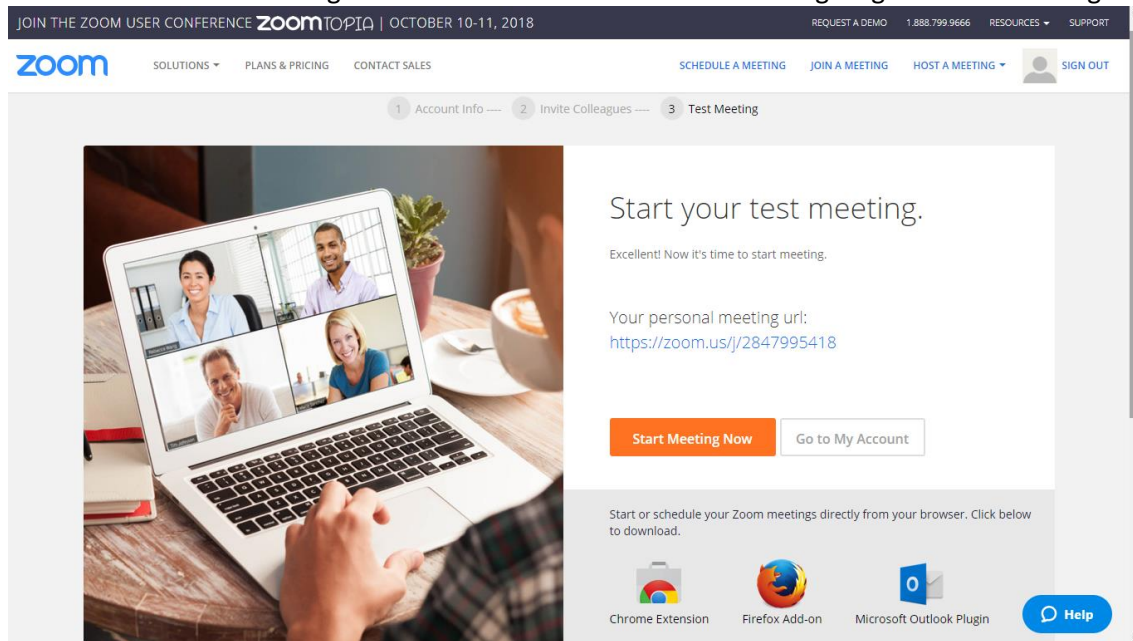 JOIN THE ZOOM USER CONFERENCE zoomTOPIA | OCTOBER 10-11, 2018
REQUEST A DEMO 1.888.799.9666 RESOURCES SUPPORT
zoom SOLUTIONS PLANS & PRICING CONTACT SALES SCHEDULE A MEETING JOIN A MEETING HOST A MEETING SIGN OUT
1 Account Info ---- 2 Invite Colleagues ---- 3 Test Meeting
Start your test meeting.
Excellent! Now it's time to start meeting.
Your personal meeting url:
https://zoom.us/j/2847995418
Start Meeting Now Go to My Account
Start or schedule your Zoom meetings directly from your browser. Click below
to download.
Chrome Extension Firefox Add-on Microsoft Outlook Plugin
Help